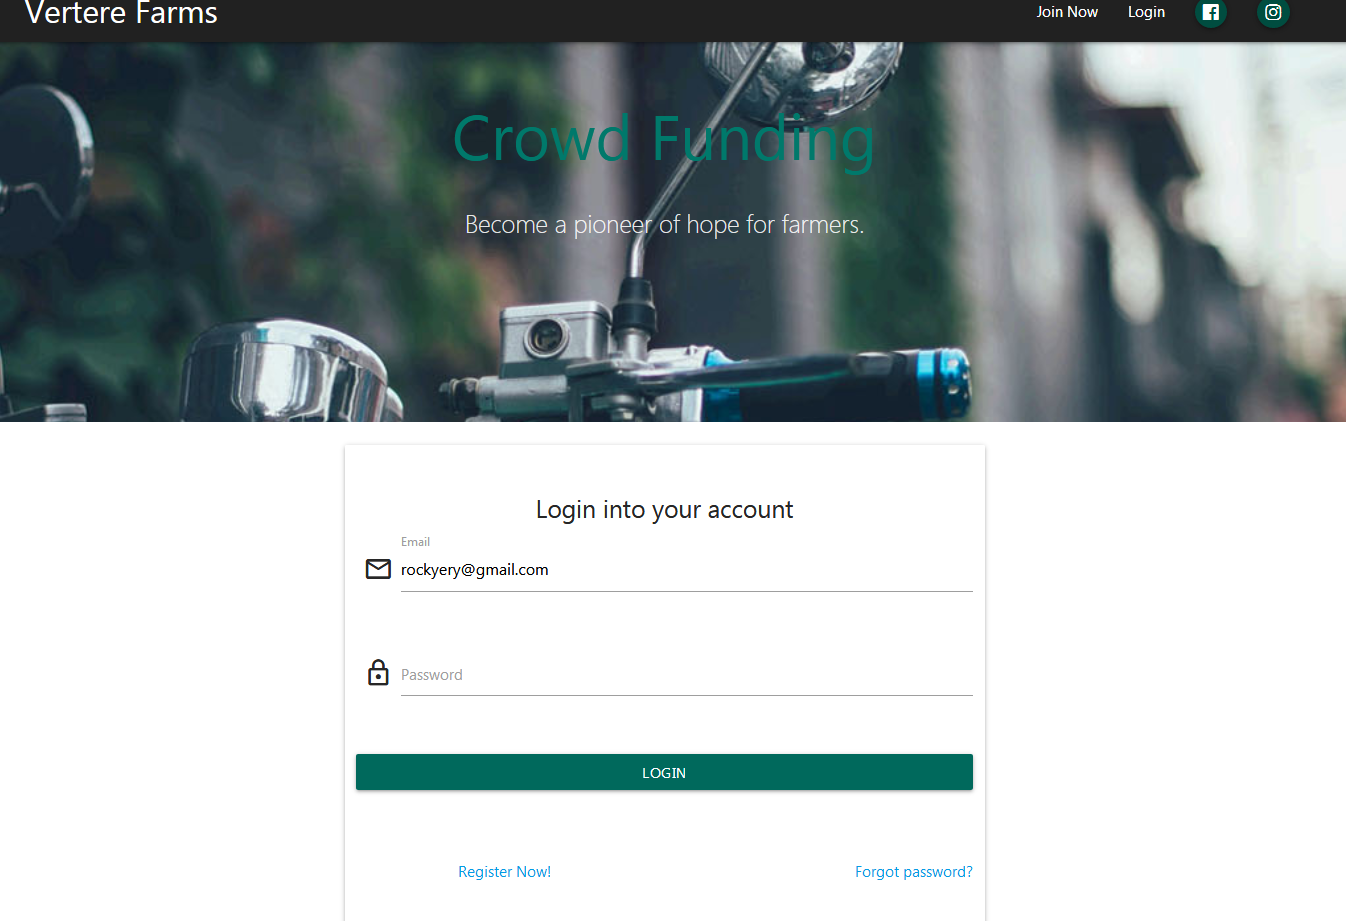 Vertere Farms
Join Now Login
Crowd Funding
Become a pioneer of hope for farmers.
Login into your account
Email
rockyery@gmail.com
Password
LOGIN
Register Now! Forgot password?